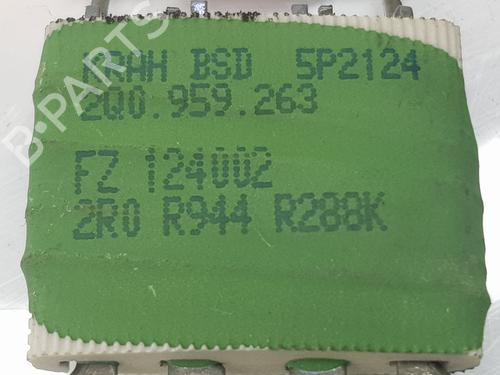 KRAH BSD 5P2124
2Q0.959.263
FZ 124002
2R0 R944 R288K
B-PARTS